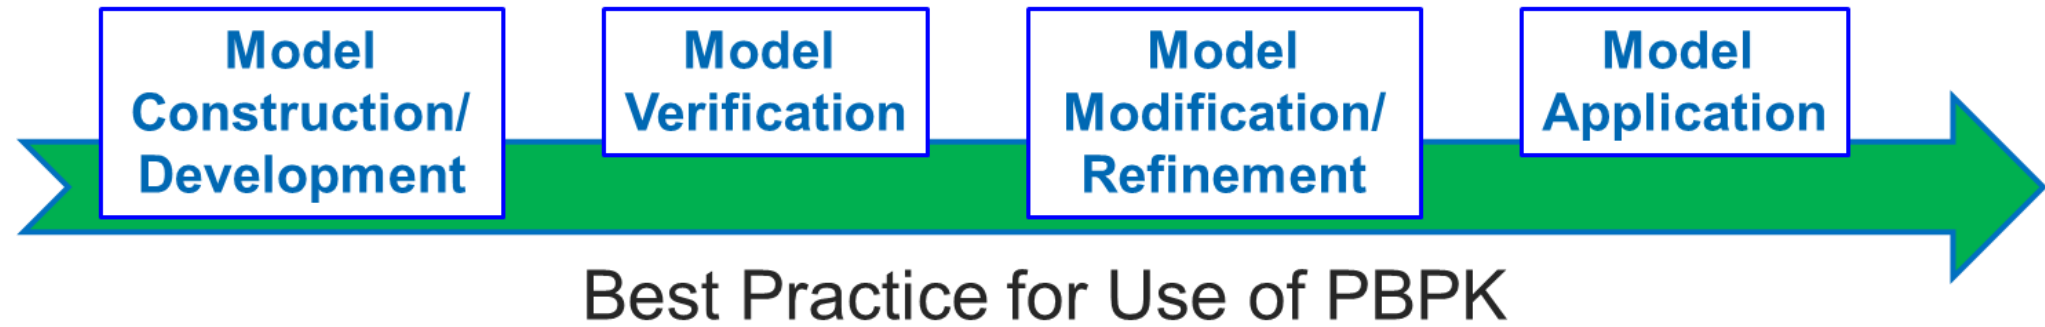 Model
Construction/
Development
Model
Verification
Model
Modification/
Refinement
Model
Application
Best Practice for Use of PBPK